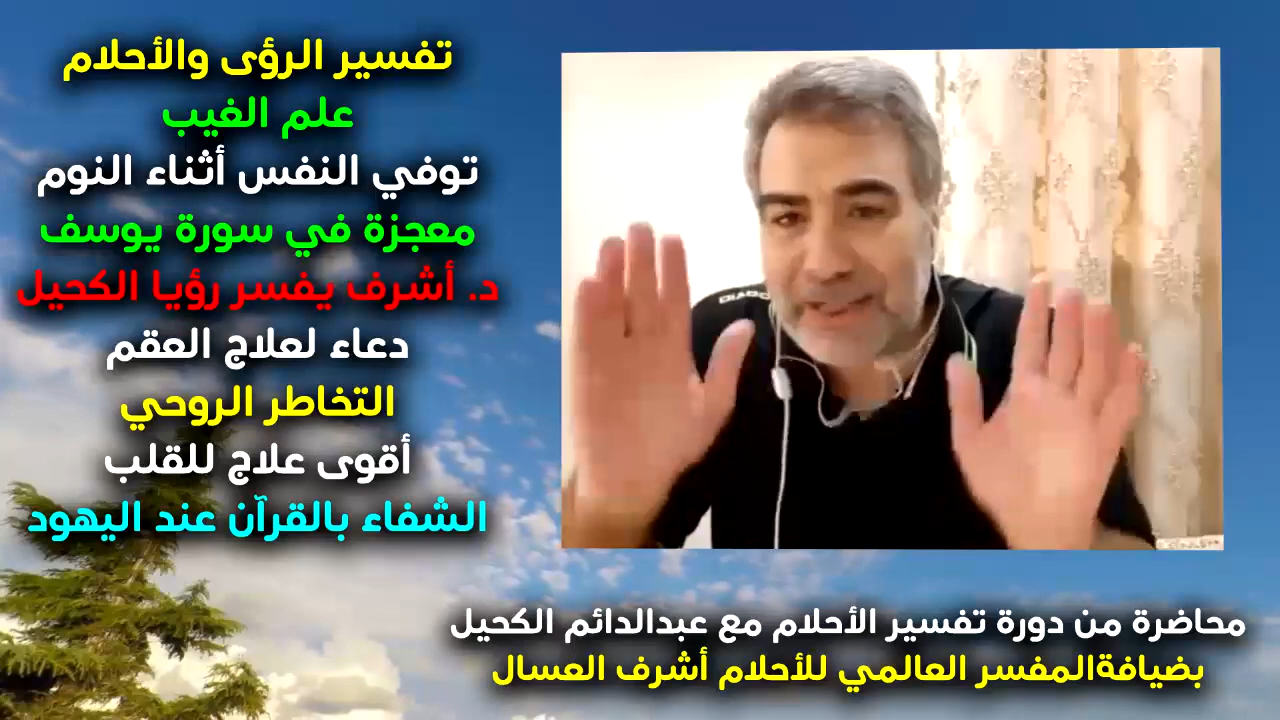 تفسير الرؤى والأحلام
علم الغيب
توفي النفس أثناء النوم
معجزة في سورة يوسف
د. أشرف يفسر رؤيا الكحيل
دعاء لعلاج العقم
التخاطر الروحي
أقوى علاج للقلب
الشفاء بالقرآن عند اليهود
محاضرة من دورة تفسير الأحلام مع عبدالدائم الكحيل
بضيافةالمفسر العالمي للأحلام أشرف العسال